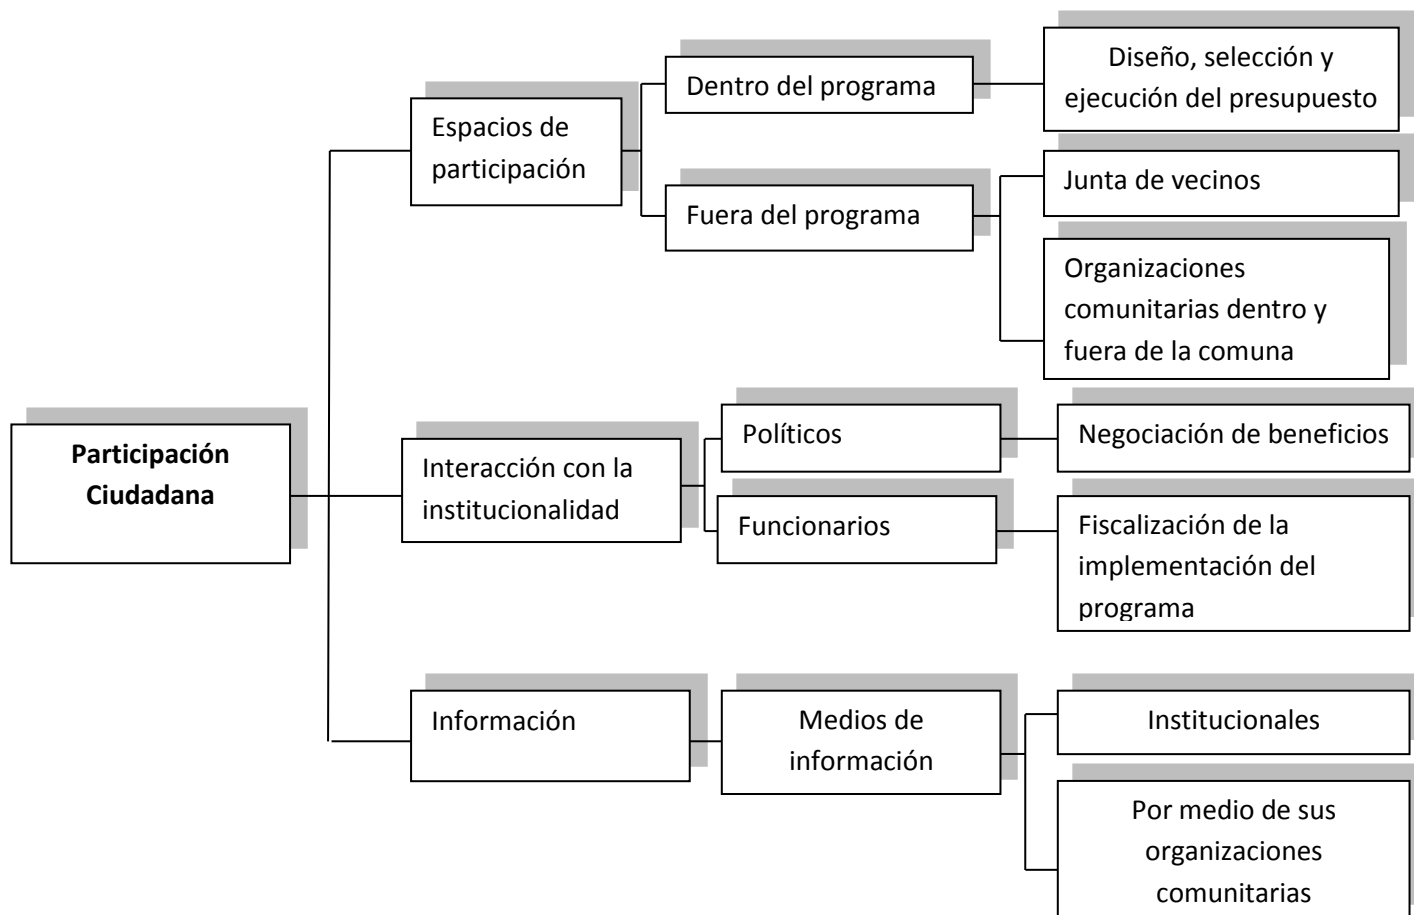 Participación
Ciudadana
Espacios de
participación
Dentro del programa
Diseño, selección y
ejecución del presupuesto
Fuera del programa
Junta de vecinos
Organizaciones
comunitarias dentro y
fuera de la comuna
Interacción con la
institucionalidad
Políticos
Negociación de beneficios
Funcionarios
Fiscalización de la
implementación del
programa
Información
Medios de
información
Institucionales
Por medio de sus
organizaciones
comunitarias